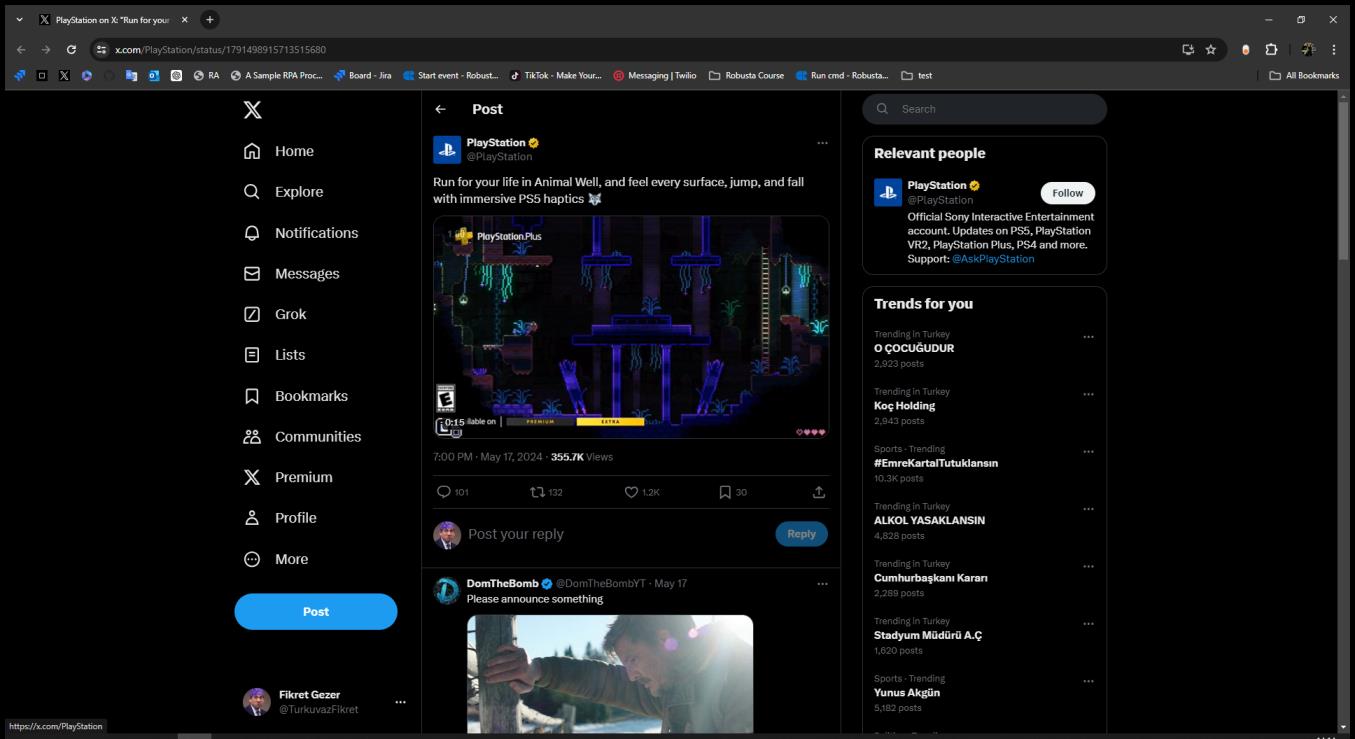 PlayStation on X: "Run for your
x.com/PlayStation/status/1791498915713515680
RA
A Sample RPA Proc...
Board - Jira
Start event - Robust...
TikTok - Make Your...
Messaging | Twilio
Robusta Course
Run cmd - Robusta...
test
All Bookmarks
Home
Explore
Notifications
Messages
Grok
Lists
Bookmarks
Communities
Premium
Profile
More
Post
Fikret Gezer
@TurkuvazFikret
https://x.com/PlayStation
Post
PlayStation
@PlayStation
Run for your life in Animal Well, and feel every surface, jump, and fall
with immersive PS5 haptics
PlayStation.Plus
E
0:15
ilable on
PREMIUM
EXTRA
7:00 PM · May 17, 2024 · 355.7K Views
101
132
1.2K
30
Post your reply
Reply
DomTheBomb @DomTheBombYT · May 17
Please announce something
Search
Relevant people
PlayStation
@PlayStation
Follow
Official Sony Interactive Entertainment
account. Updates on PS5, PlayStation
VR2, PlayStation Plus, PS4 and more.
Support: @AskPlayStation
Trends for you
Trending in Turkey
O ÇOCUĞUDUR
2,923 posts
Trending in Turkey
Koç Holding
2,943 posts
Sports · Trending
#EmreKartalTutuklansın
10.3K posts
Trending in Turkey
ALKOL YASAKLANSIN
4,828 posts
Trending in Turkey
Cumhurbaşkanı Kararı
2,289 posts
Trending in Turkey
Stadyum Müdürü A.Ç
1,620 posts
Sports · Trending
Yunus Akgün
5,182 posts